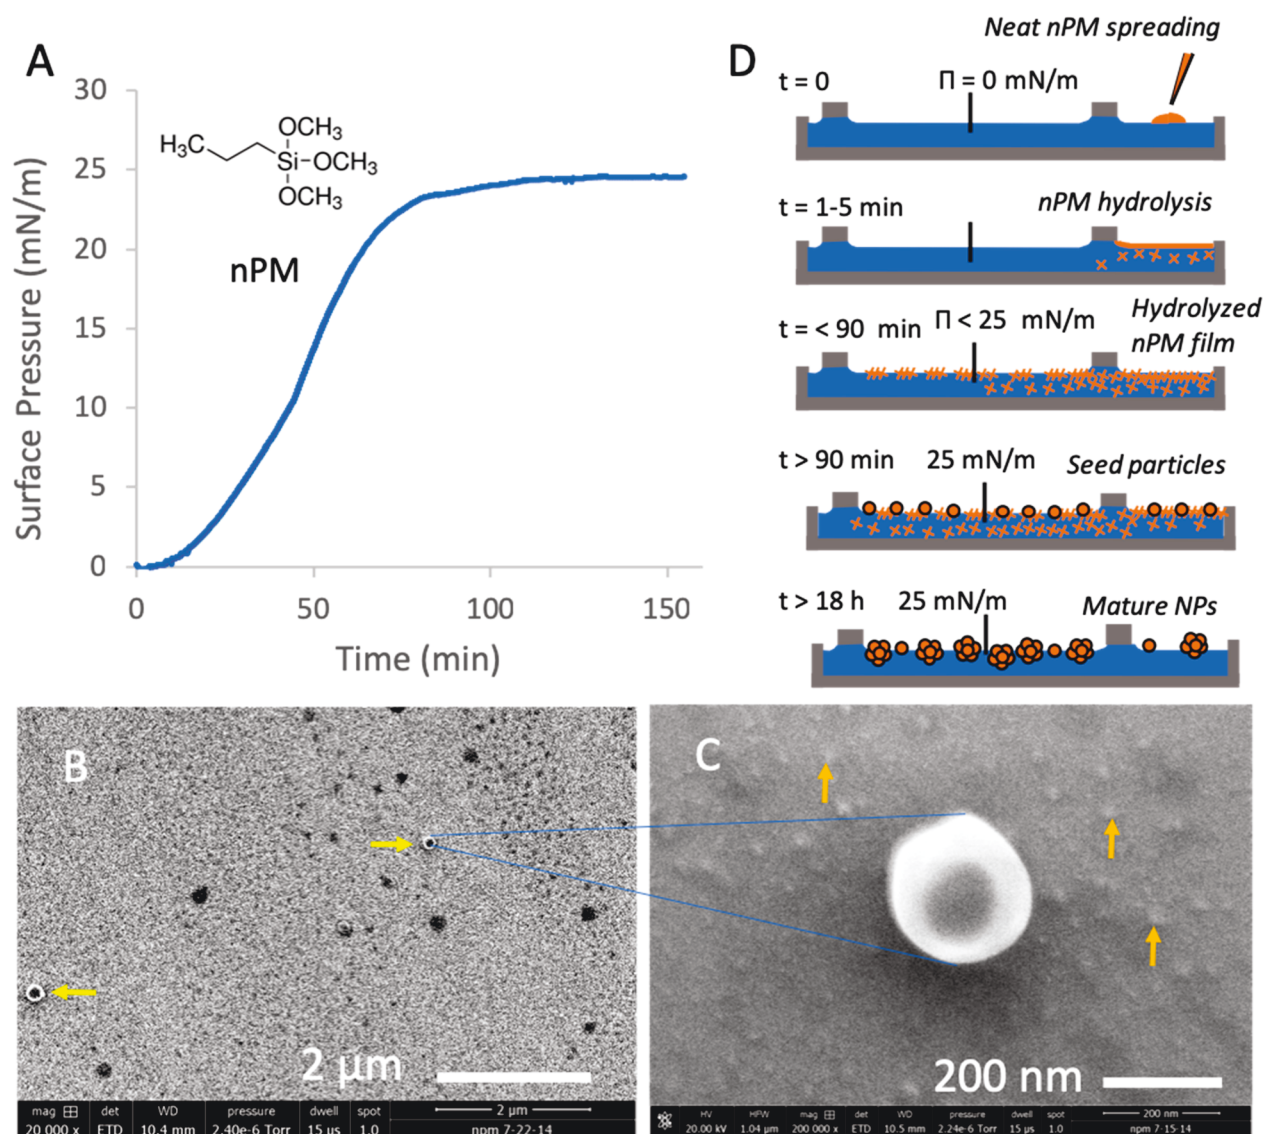 A
30
25
20
15
10
5
0
0
50
100
150
Surface Pressure (mN/m)
Time (min)
H₃C
OCH₃
Si
OCH₃
OCH₃
nPM
D
Neat nPM spreading
t = 0
Π = 0 mN/m
t = 1-5 min
nPM hydrolysis
t = < 90 min
Π < 25 mN/m
Hydrolyzed
nPM film
t > 90 min
25 mN/m
Seed particles
t > 18 h
25 mN/m
Mature NPs
B
2 μm
mag
det
WD
pressure
dwell
spot
2 μm
20 000 x
ETD
10.4 mm
2.40e-6 Torr
15 μs
1.0
npm 7-22-14
C
200 nm
HV
HFW
mag
det
WD
pressure
dwell
spot
200 nm
20.00 kV
1.04 μm
200 000 x
ETD
10.5 mm
2.24e-6 Torr
15 μs
1.0
npm 7-15-14